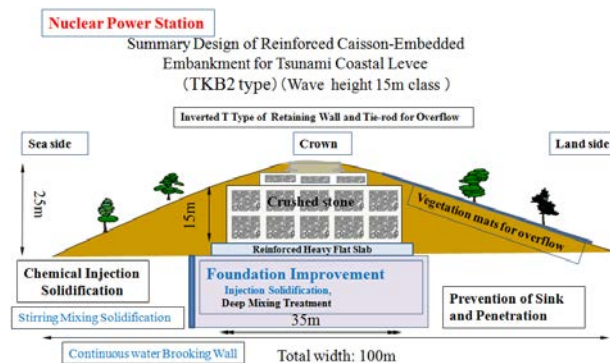 Nuclear Power Station
Summary Design of Reinforced Caisson-Embedded
Embankment for Tsunami Coastal Levee
(TKB2 type) (Wave height 15m class )
Inverted T Type of Retaining Wall and Tie-rod for Overflow
Sea side
Crown
Land side
25m
15m
Crushed stone
Vegetation mats for overflow
Reinforced Heavy Flat Slab
Chemical Injection
Solidification
Foundation Improvement
Injection Solidification,
Deep Mixing Treatment
Prevention of Sink
and Penetration
Stirring Mixing Solidification
35m
Continuous water Brooking Wall
Total width: 100m